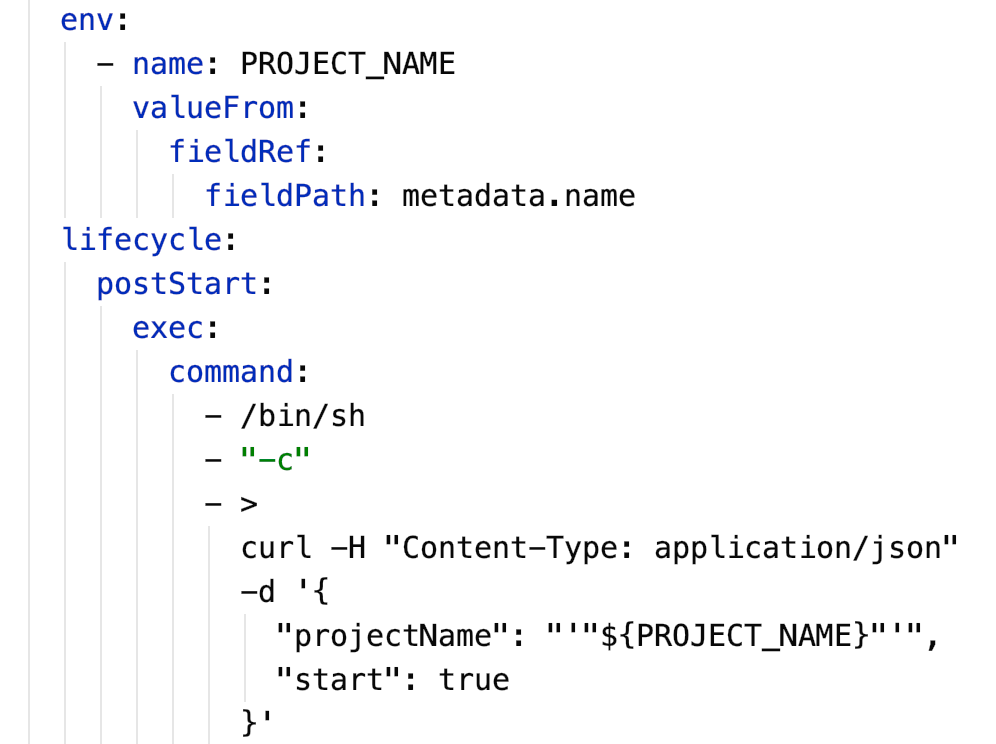 env:
  - name: PROJECT_NAME
    valueFrom:
      fieldRef:
        fieldPath: metadata.name
lifecycle:
  postStart:
    exec:
      command:
        - /bin/sh
        - "-c"
        - >
          curl -H "Content-Type: application/json"
          -d '{
            "projectName": "'"${PROJECT_NAME}"'",
            "start": true
          }'